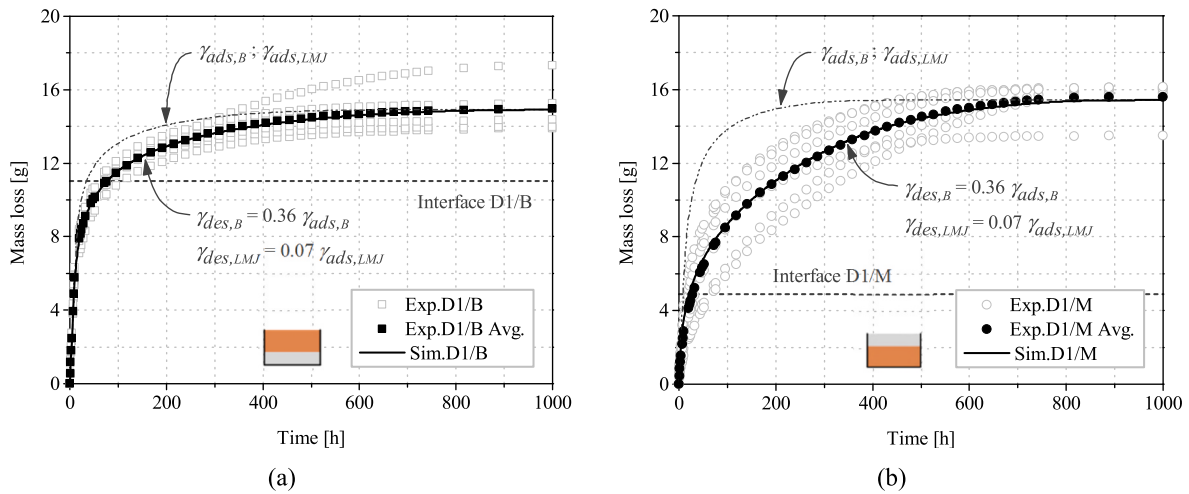 20
16
12
8
4
0
Mass loss [g]
γads,B ; γads,LMJ
Interface D1/B
γdes,B = 0.36 γads,B
γdes,LMJ = 0.07 γads,LMJ
Exp.D1/B
Exp.D1/B Avg.
Sim.D1/B
0 200 400 600 800 1000
Time [h]
(a)
20
16
12
8
4
0
Mass loss [g]
γads,B ; γads,LMJ
γdes,B = 0.36 γads,B
γdes,LMJ = 0.07 γads,LMJ
Interface D1/M
Exp.D1/M
Exp.D1/M Avg.
Sim.D1/M
0 200 400 600 800 1000
Time [h]
(b)